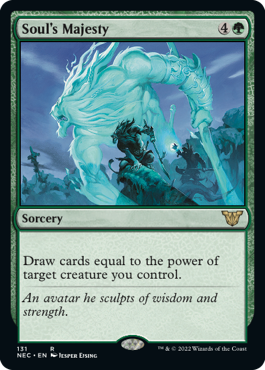 Soul's Majesty 4
Sorcery
Draw cards equal to the power of
target creature you control.
An avatar he sculpts of wisdom and
strength.
131 R
NEC • EN Jesper Ejsing ™ & © 2022 Wizards of the Coast